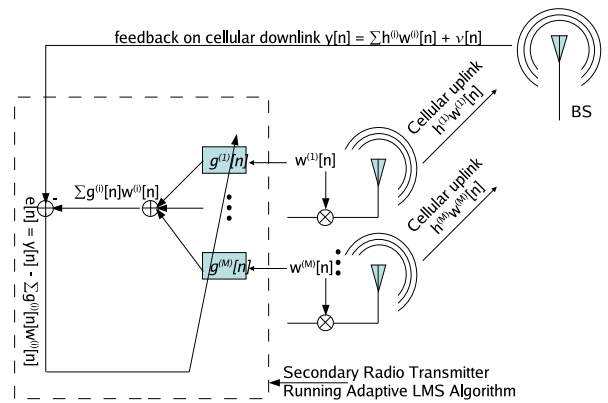 feedback on cellular downlink y[n] = ∑h⁽ⁱ⁾w⁽ⁱ⁾[n] + ν[n]
BS
Cellular uplink
h⁽¹⁾w⁽¹⁾[n]
g⁽¹⁾[n]
w⁽¹⁾[n]
∑g⁽ⁱ⁾[n]w⁽ⁱ⁾[n]
-
e[n] = y[n] - ∑g⁽ⁱ⁾[n]w⁽ⁱ⁾[n]
Cellular uplink
h⁽ᴹ⁾w⁽ᴹ⁾[n]
g⁽ᴹ⁾[n]
w⁽ᴹ⁾[n]
Secondary Radio Transmitter
Running Adaptive LMS Algorithm